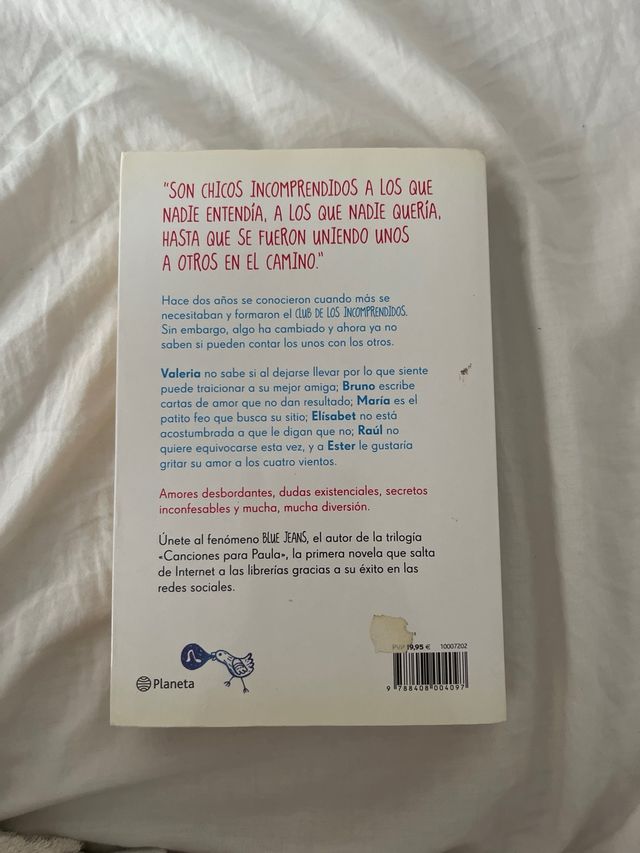 "SON CHICOS INCOMPRENDIDOS A LOS QUE
NADIE ENTENDÍA, A LOS QUE NADIE QUERÍA,
HASTA QUE SE FUERON UNIENDO UNOS
A OTROS EN EL CAMINO."
Hace dos años se conocieron cuando más se
necesitaban y formaron el CLUB DE LOS INCOMPRENDIDOS.
Sin embargo, algo ha cambiado y ahora ya no
saben si pueden contar los unos con los otros.
Valeria no sabe si al dejarse llevar por lo que siente
puede traicionar a su mejor amiga; Bruno escribe
cartas de amor que no dan resultado; María es el
patito feo que busca su sitio; Elísabet no está
acostumbrada a que le digan que no; Raúl no
quiere equivocarse esta vez, y a Ester le gustaría
gritar su amor a los cuatro vientos.
Amores desbordantes, dudas existenciales, secretos
inconfesables y mucha, mucha diversión.
Únete al fenómeno BLUE JEANS, el autor de la trilogía
«Canciones para Paula», la primera novela que salta
de Internet a las librerías gracias a su éxito en las
redes sociales.
PVP 19,95 € 10007202
9 788408 004097
Planeta